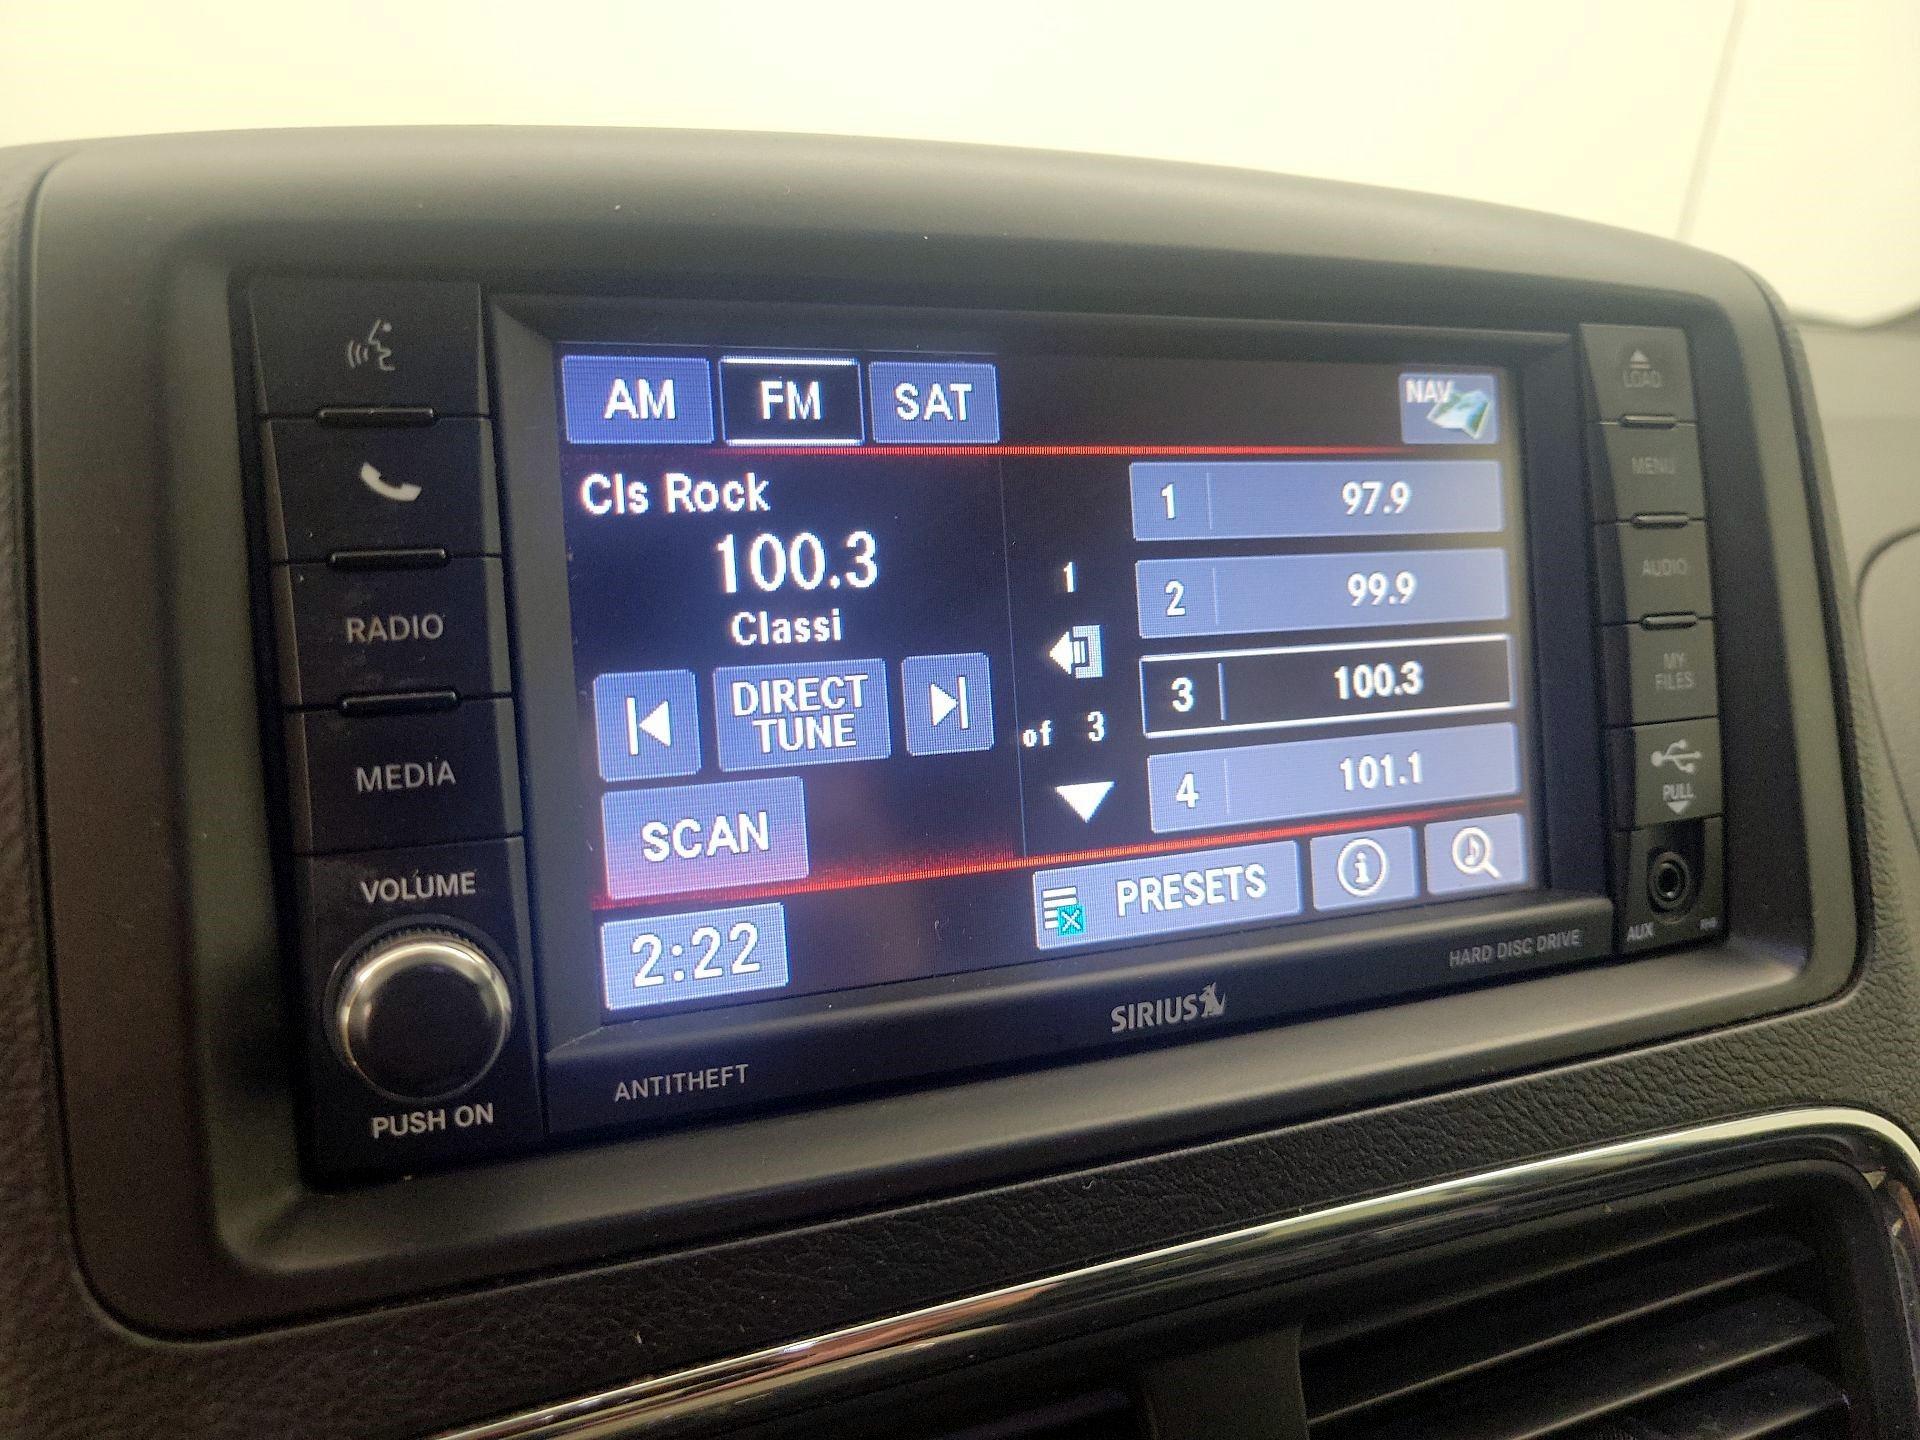 AM FM SAT NAV
Cls Rock
100.3
Classi
DIRECT
TUNE
SCAN
2:22
1
of 3
1 97.9
2 99.9
3 100.3
4 101.1
PRESETS
RADIO
MEDIA
VOLUME
PUSH ON
ANTITHEFT
SIRIUS
HARD DISC DRIVE
LOAD
MENU
AUDIO
MY
FILES
PULL
AUX